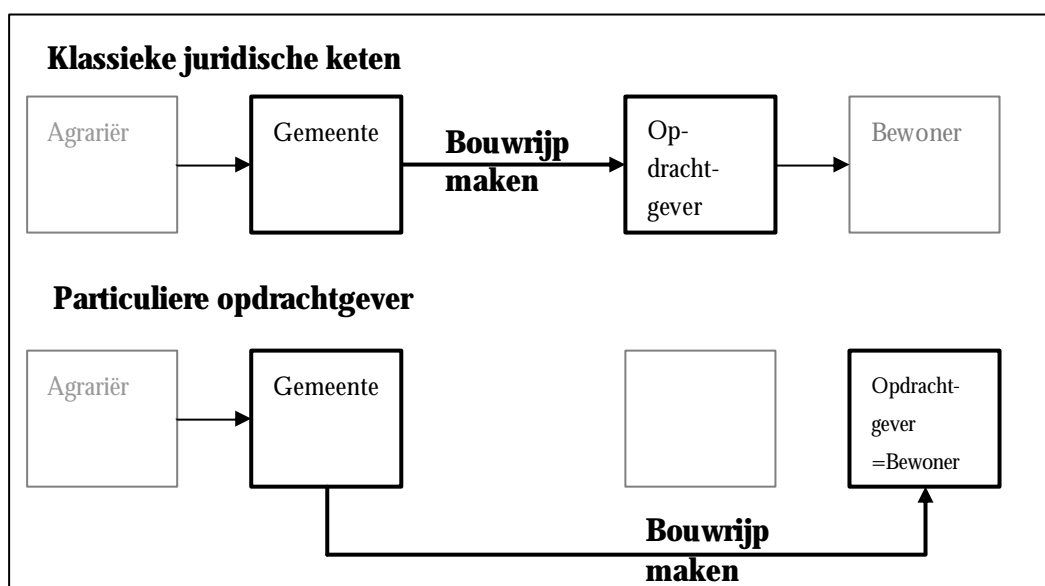 Klassieke juridische keten
Agrariër
Gemeente
Bouwrijp
maken
Op-
dracht-
gever
Bewoner
Particuliere opdrachtgever
Agrariër
Gemeente
Opdracht-
gever
=Bewoner
Bouwrijp
maken